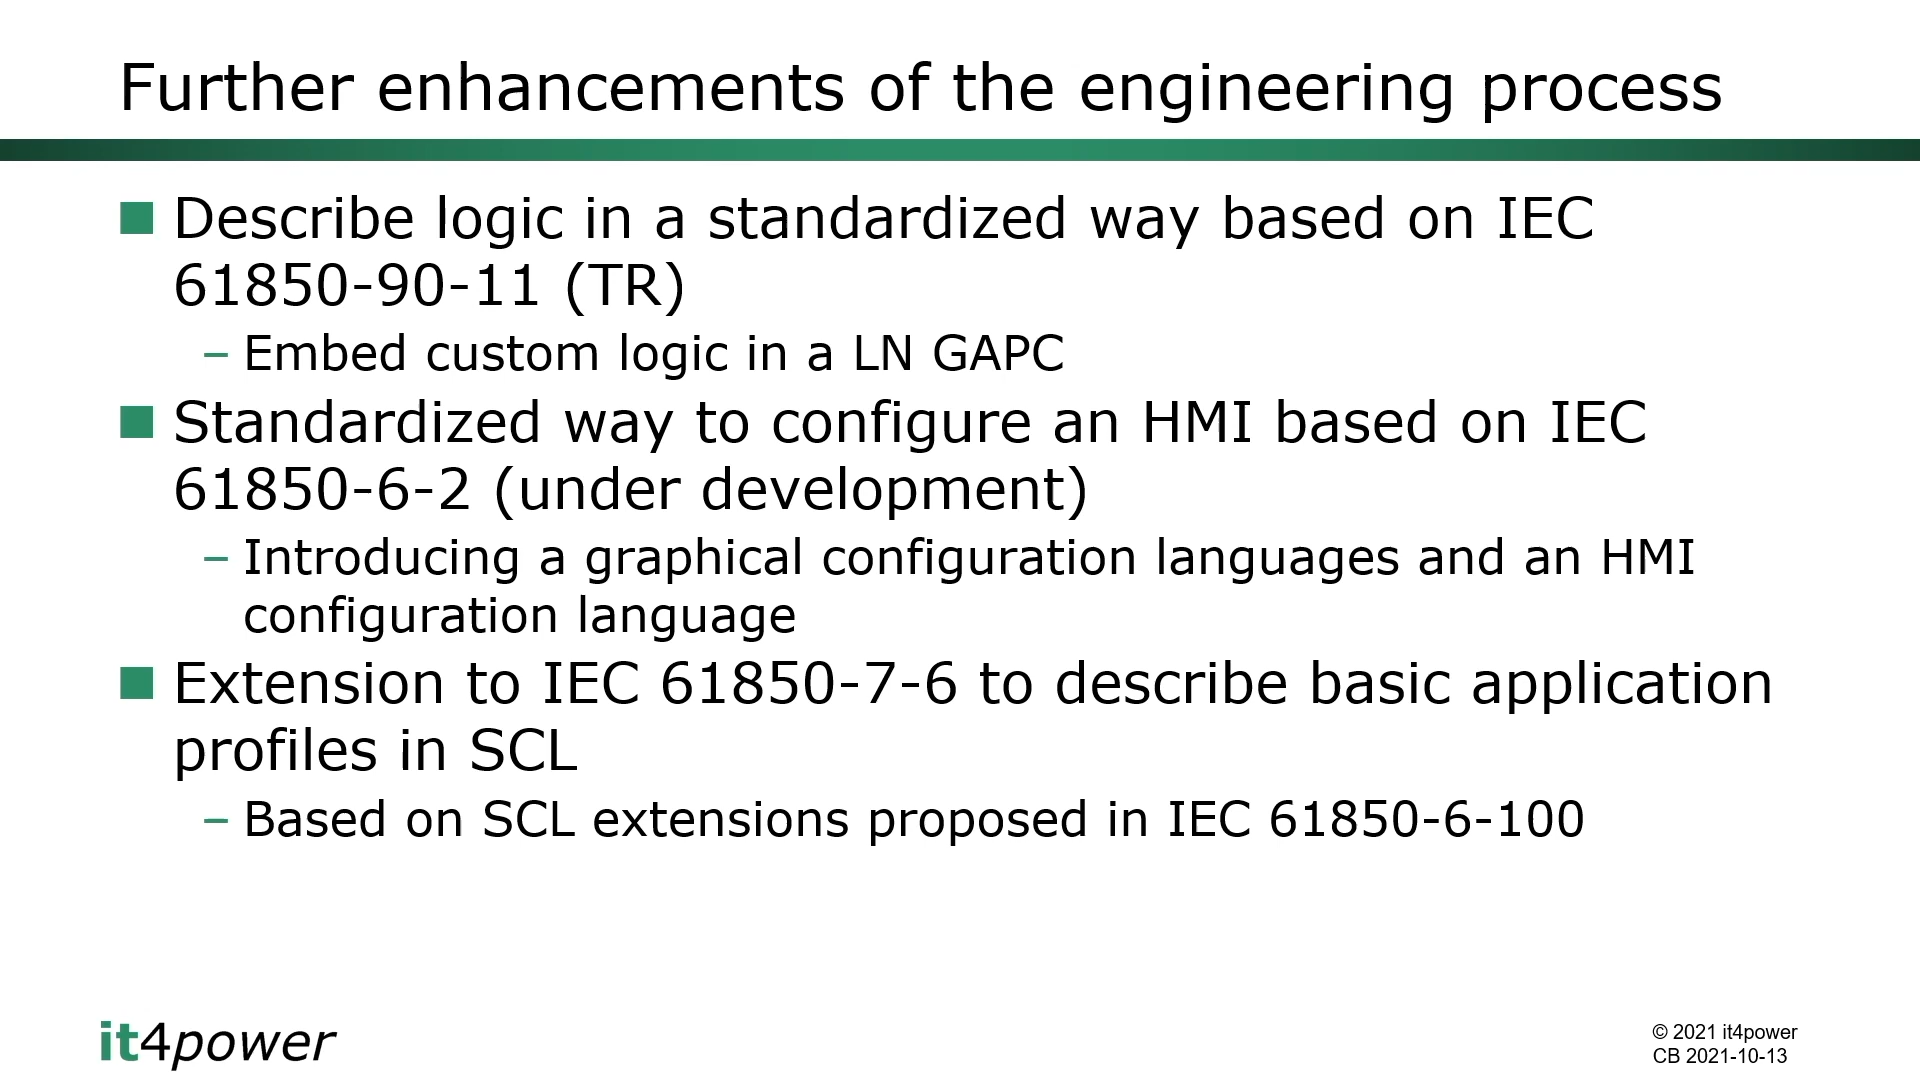 Further enhancements of the engineering process
Describe logic in a standardized way based on IEC
61850-90-11 (TR)
– Embed custom logic in a LN GAPC
Standardized way to configure an HMI based on IEC
61850-6-2 (under development)
– Introducing a graphical configuration languages and an HMI
configuration language
Extension to IEC 61850-7-6 to describe basic application
profiles in SCL
– Based on SCL extensions proposed in IEC 61850-6-100
it4power
© 2021 it4power
CB 2021-10-13